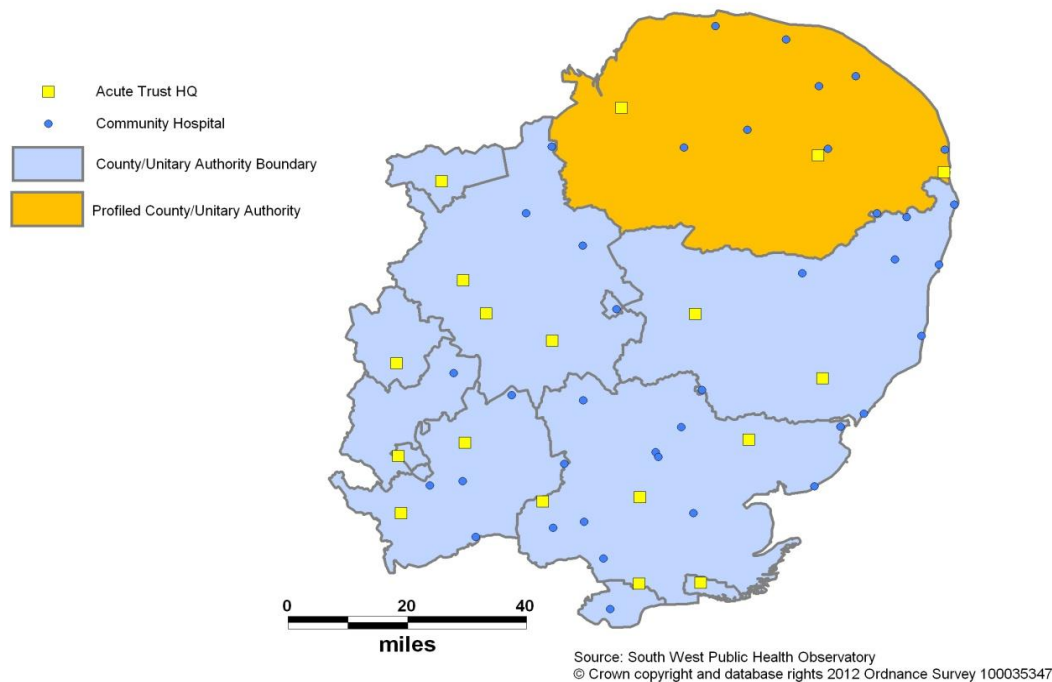 Acute Trust HQ
Community Hospital
County/Unitary Authority Boundary
Profiled County/Unitary Authority
0 20 40
miles
Source: South West Public Health Observatory
© Crown copyright and database rights 2012 Ordnance Survey 100035347